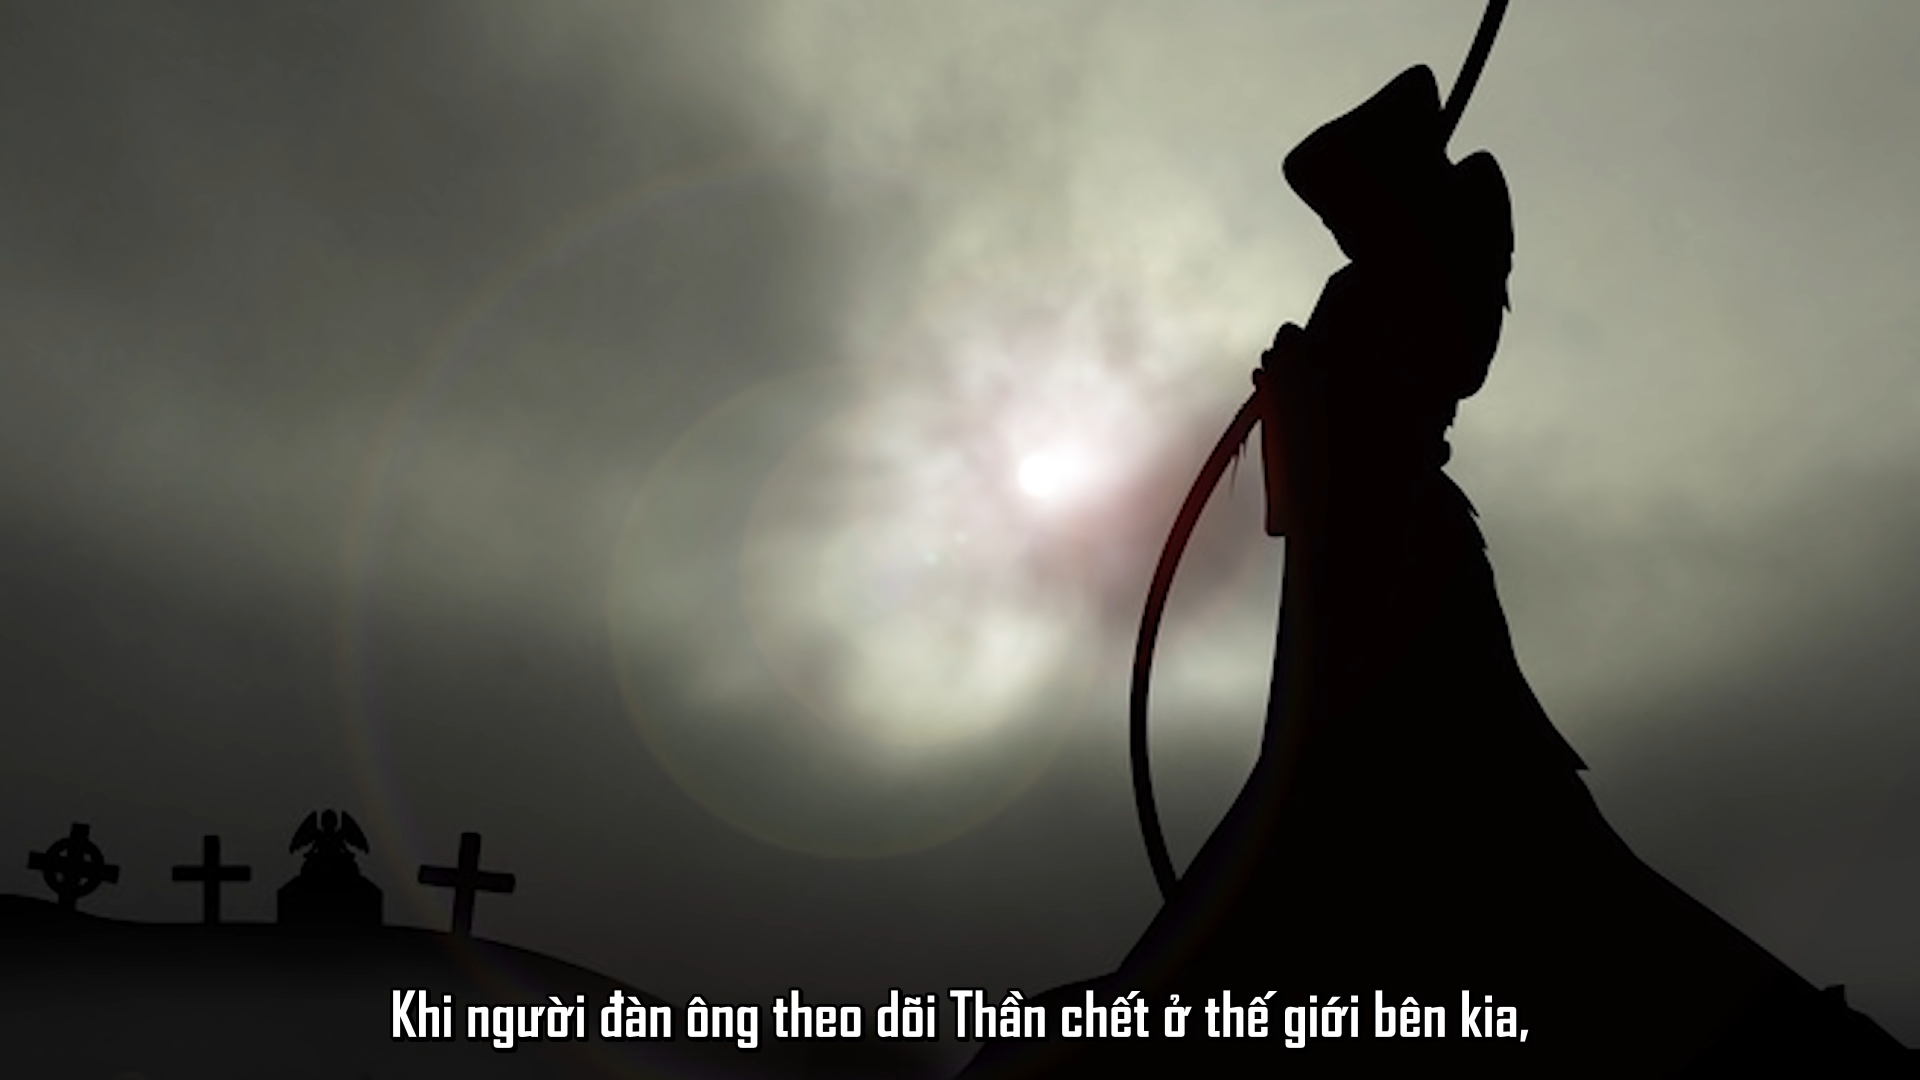 Khi người đàn ông theo dõi Thần chết ở thế giới bên kia,